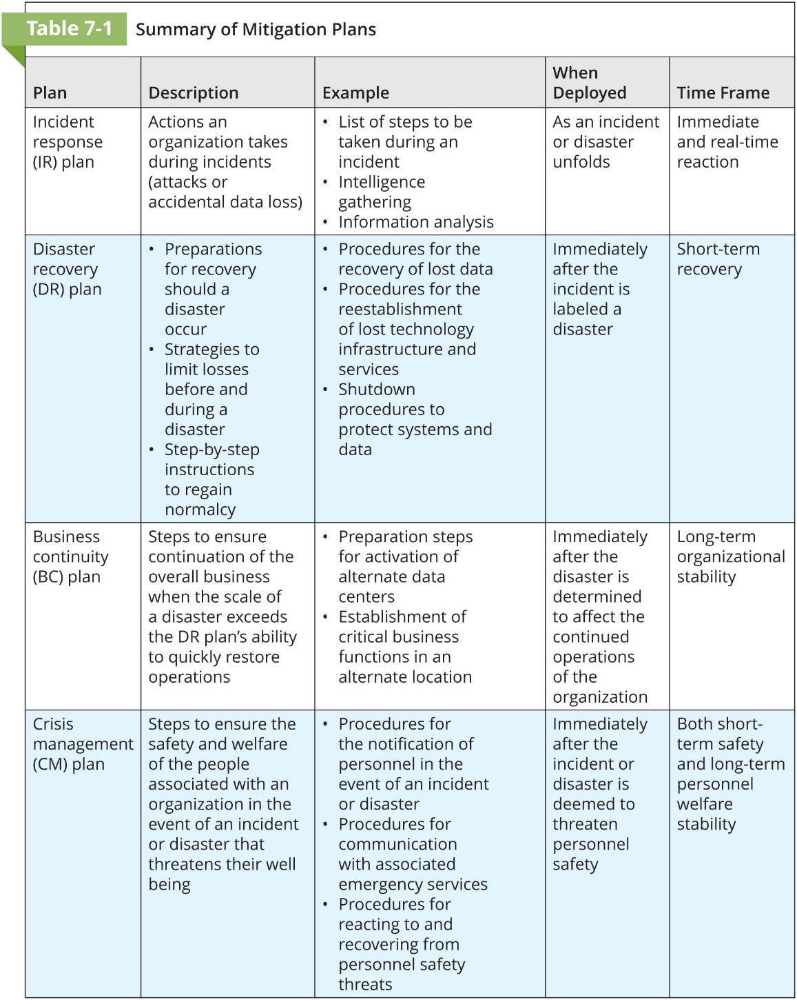 Table 7-1 Summary of Mitigation Plans
Plan
Description
Example
When
Deployed
Time Frame
Incident
response
(IR) plan
Actions an
organization takes
during incidents
(attacks or
accidental data loss)
• List of steps to be
taken during an
incident
• Intelligence
gathering
• Information analysis
As an incident
or disaster
unfolds
Immediate
and real-time
reaction
Disaster
recovery
(DR) plan
• Preparations
for recovery
should a
disaster
occur
• Strategies to
limit losses
before and
during a
disaster
• Step-by-step
instructions
to regain
normalcy
• Procedures for the
recovery of lost data
• Procedures for the
reestablishment
of lost technology
infrastructure and
services
• Shutdown
procedures to
protect systems and
data
Immediately
after the
incident is
labeled a
disaster
Short-term
recovery
Business
continuity
(BC) plan
Steps to ensure
continuation of the
overall business
when the scale of
a disaster exceeds
the DR plan’s ability
to quickly restore
operations
• Preparation steps
for activation of
alternate data
centers
• Establishment of
critical business
functions in an
alternate location
Immediately
after the
disaster is
determined
to affect the
continued
operations
of the
organization
Long-term
organizational
stability
Crisis
management
(CM) plan
Steps to ensure the
safety and welfare
of the people
associated with an
organization in the
event of an incident
or disaster that
threatens their well
being
• Procedures for
the notification of
personnel in the
event of an incident
or disaster
• Procedures for
communication
with associated
emergency services
• Procedures for
reacting to and
recovering from
personnel safety
threats
Immediately
after the
incident or
disaster is
deemed to
threaten
personnel
safety
Both short-
term safety
and long-term
personnel
welfare
stability